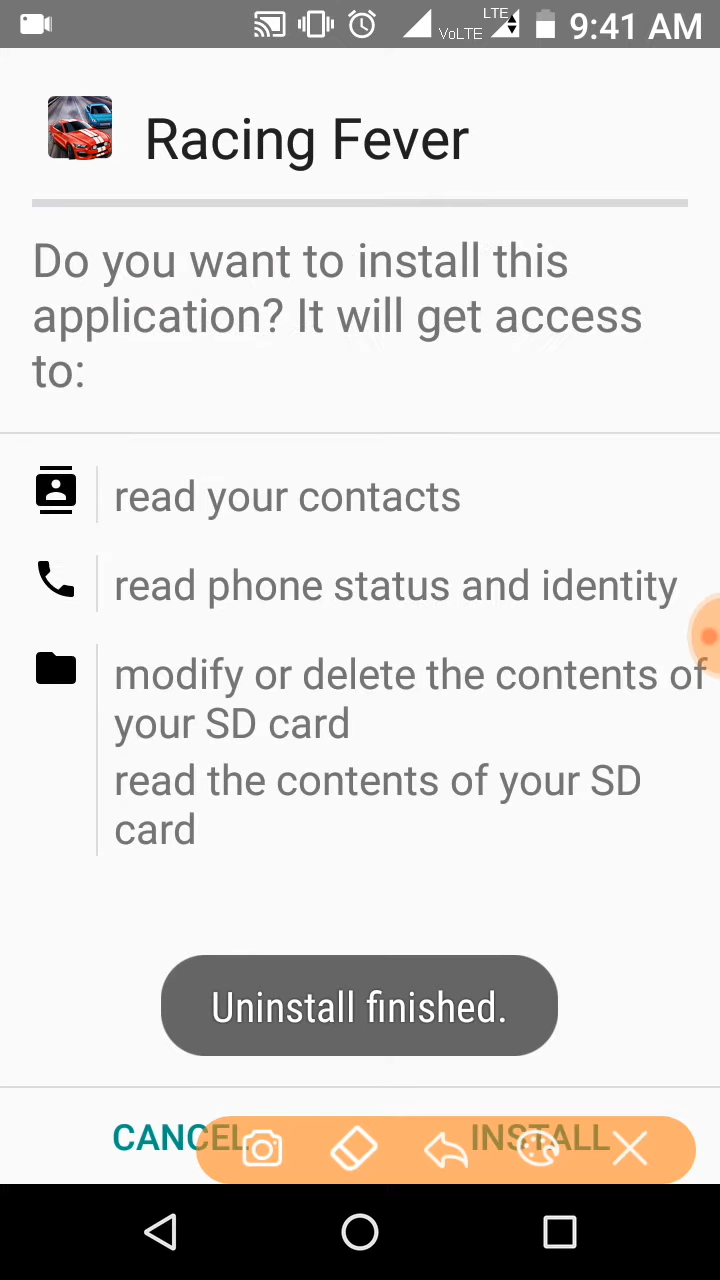 LTE
VoLTE
9:41 AM
Racing Fever
Do you want to install this
application? It will get access
to:
read your contacts
read phone status and identity
modify or delete the contents of
your SD card
read the contents of your SD
card
Uninstall finished.
CANCEL INSTALL